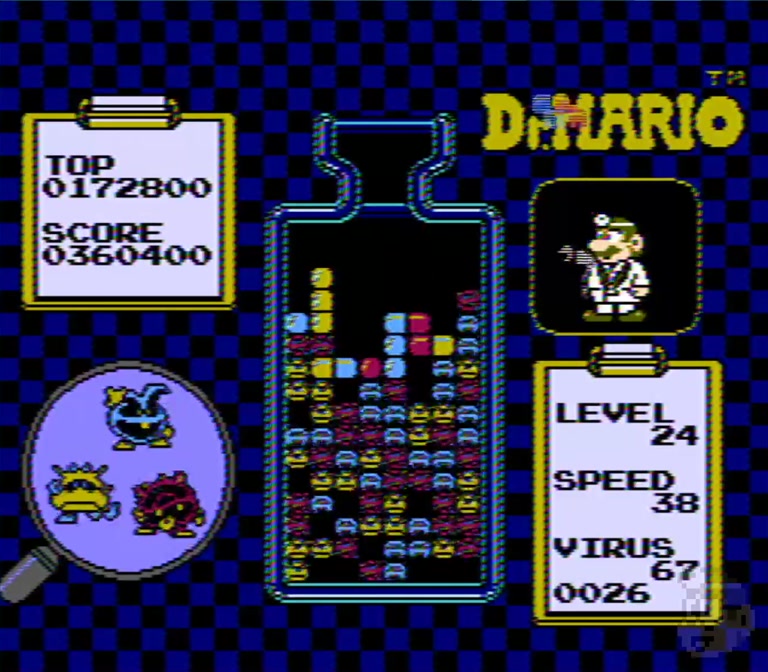 TM
Dr. MARIO
TOP
0172800
SCORE
0360400
LEVEL
24
SPEED
38
VIRUS
67
0026